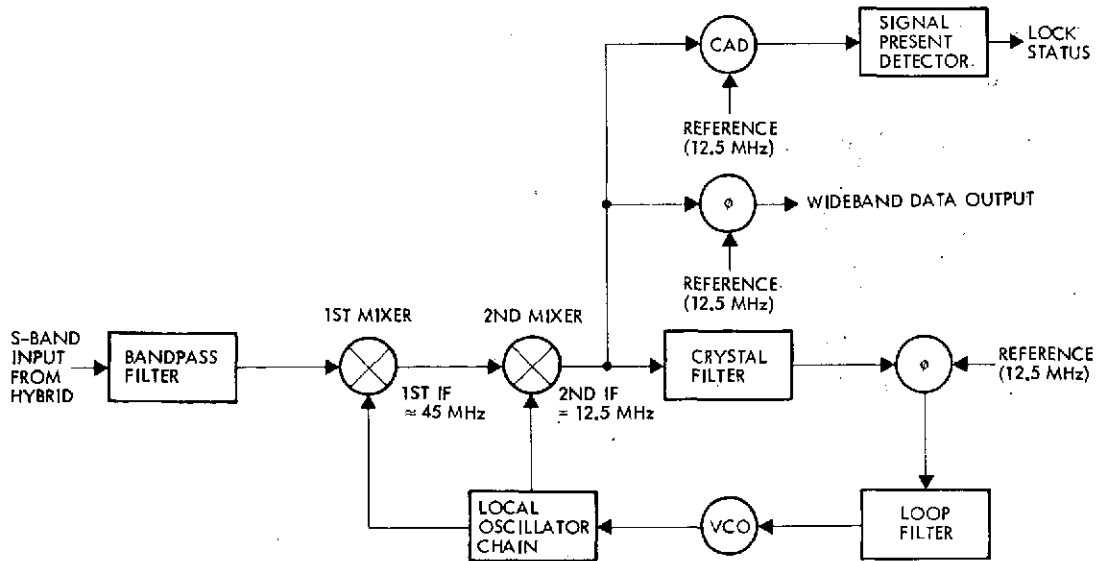 SIGNAL
PRESENT
DETECTOR
LOCK
STATUS
CAD
REFERENCE
(12.5 MHz)
ø
WIDEBAND DATA OUTPUT
REFERENCE
(12.5 MHz)
S-BAND
INPUT
FROM
HYBRID
BANDPASS
FILTER
1ST MIXER
1ST IF
≈ 45 MHz
2ND MIXER
2ND IF
= 12.5 MHz
CRYSTAL
FILTER
ø
REFERENCE
(12.5 MHz)
LOCAL
OSCILLATOR
CHAIN
VCO
LOOP
FILTER